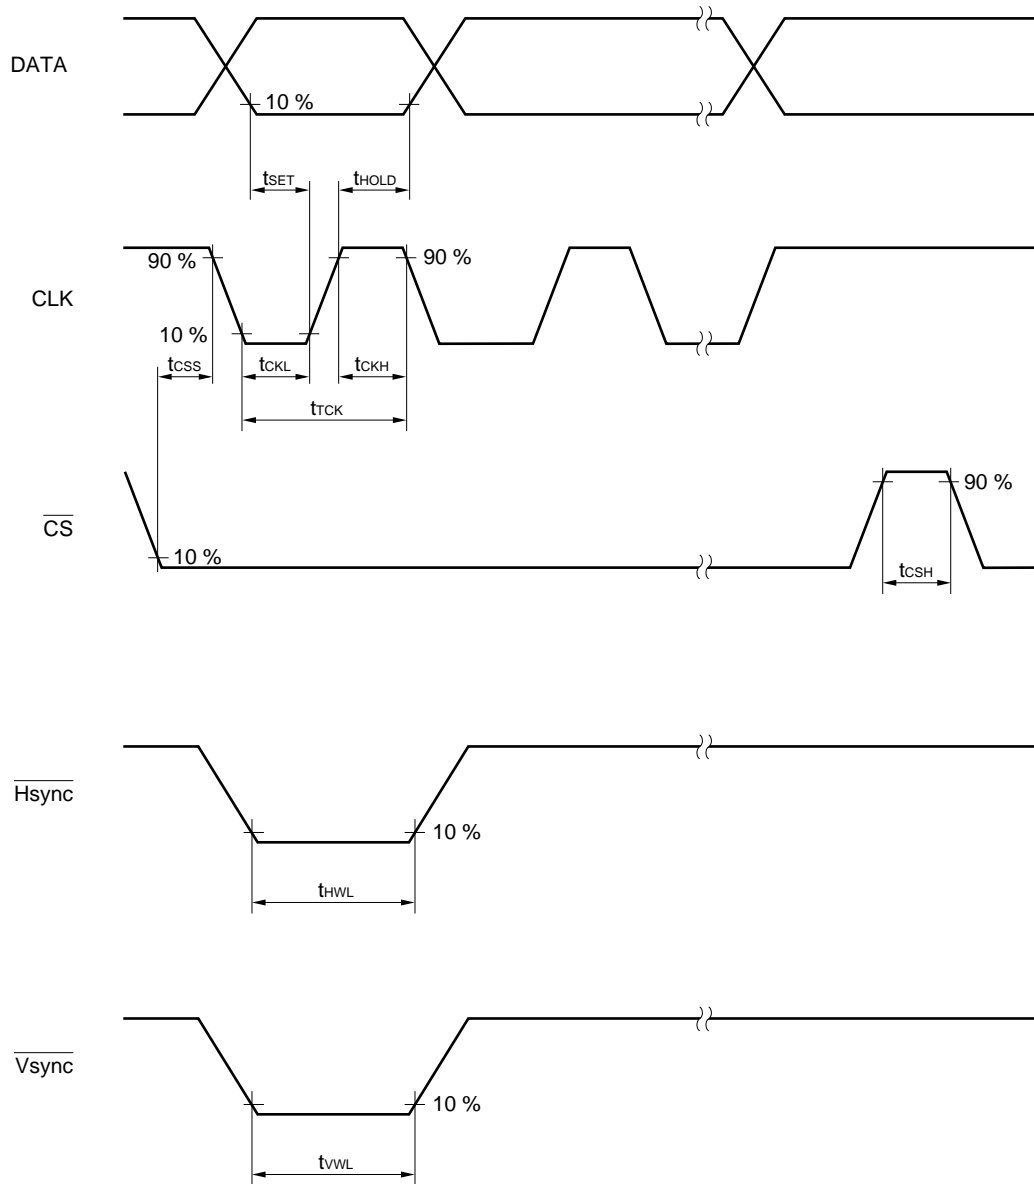 DATA
10 %
tSET
tHOLD
90 %
90 %
CLK
10 %
tCSS
tCKL
tCKH
tTCK
90 %
CS
10 %
tCSH
Hsync
10 %
tHWL
Vsync
10 %
tVWL